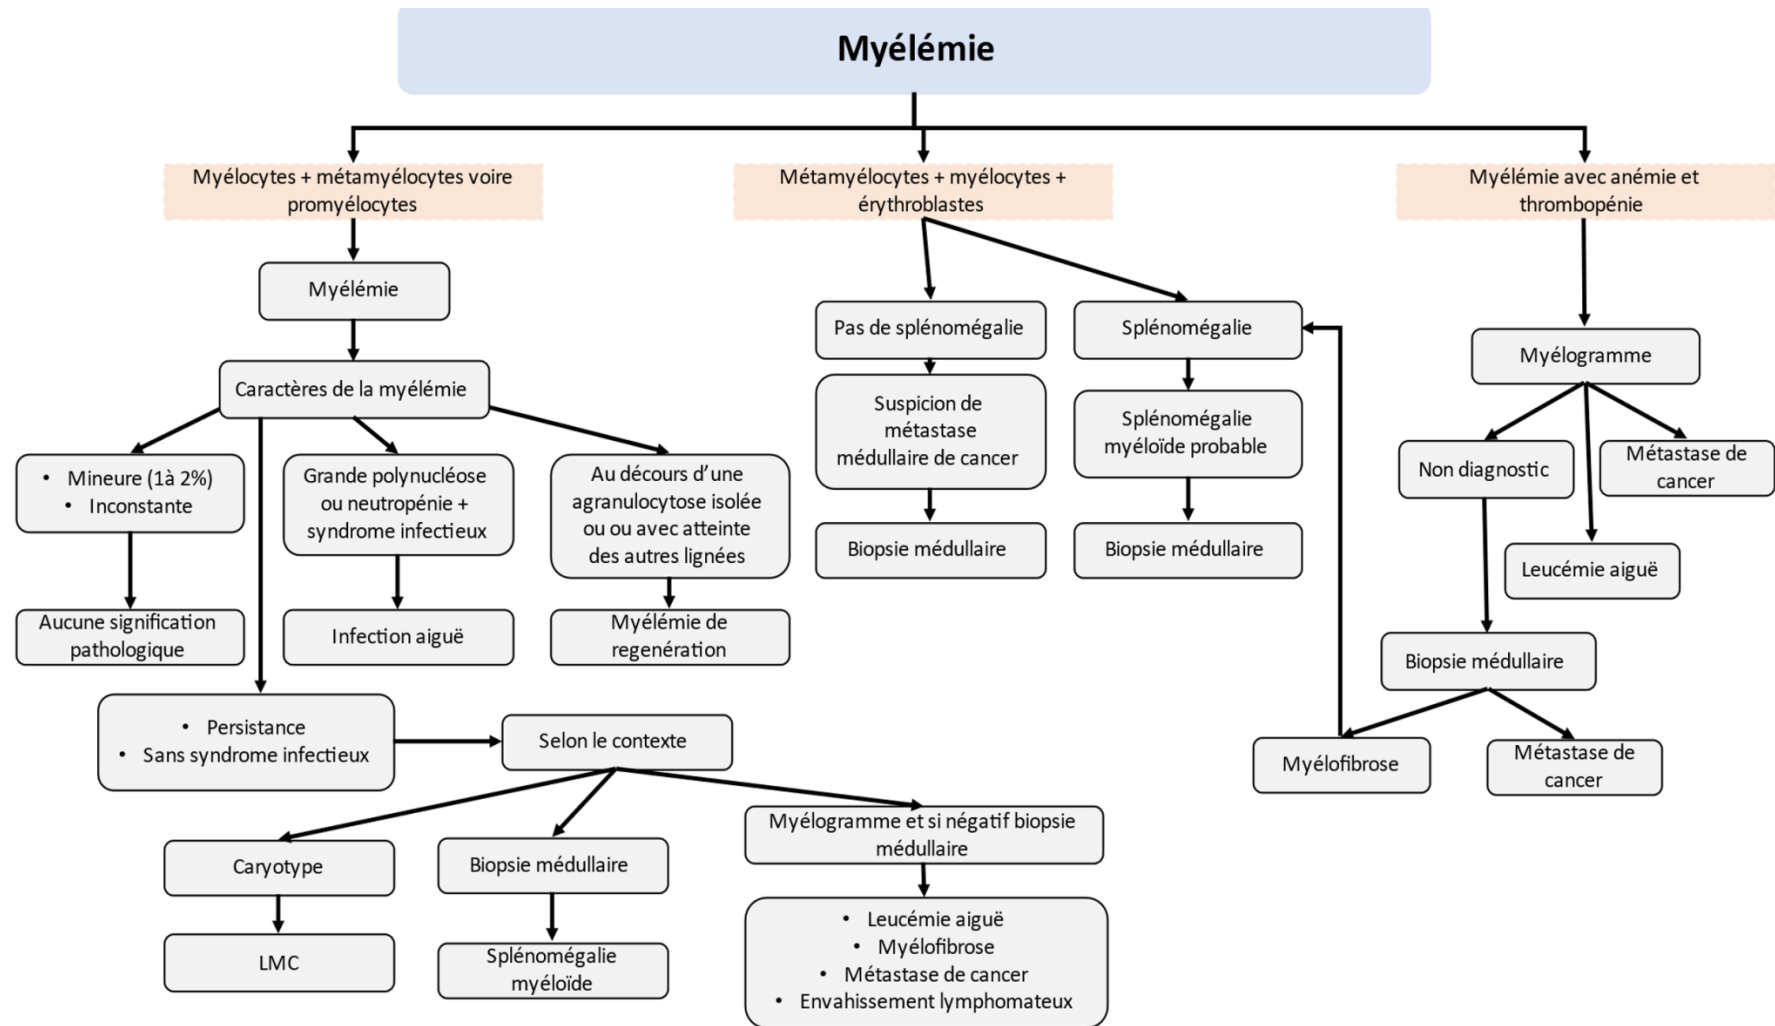 Myélémie
Myélocytes + métamyélocytes voire
promyélocytes
Métamyélocytes + myélocytes +
érythroblastes
Myélémie avec anémie et
thrombopénie
Myélémie
Caractères de la myélémie
• Mineure (1à 2%)
• Inconstante
Grande polynucléose
ou neutropénie +
syndrome infectieux
Au décours d’une
agranulocytose isolée
ou ou avec atteinte
des autres lignées
Aucune signification
pathologique
Infection aiguë
Myélémie de
regenération
• Persistance
• Sans syndrome infectieux
Selon le contexte
Caryotype
LMC
Biopsie médullaire
Splénomégalie
myéloïde
Myélogramme et si négatif biopsie
médullaire
• Leucémie aiguë
• Myélofibrose
• Métastase de cancer
• Envahissement lymphomateux
Pas de splénomégalie
Suspicion de
métastase
médullaire de cancer
Biopsie médullaire
Splénomégalie
Splénomégalie
myéloïde probable
Biopsie médullaire
Myélogramme
Non diagnostic
Métastase de
cancer
Leucémie aiguë
Biopsie médullaire
Myélofibrose
Métastase de
cancer